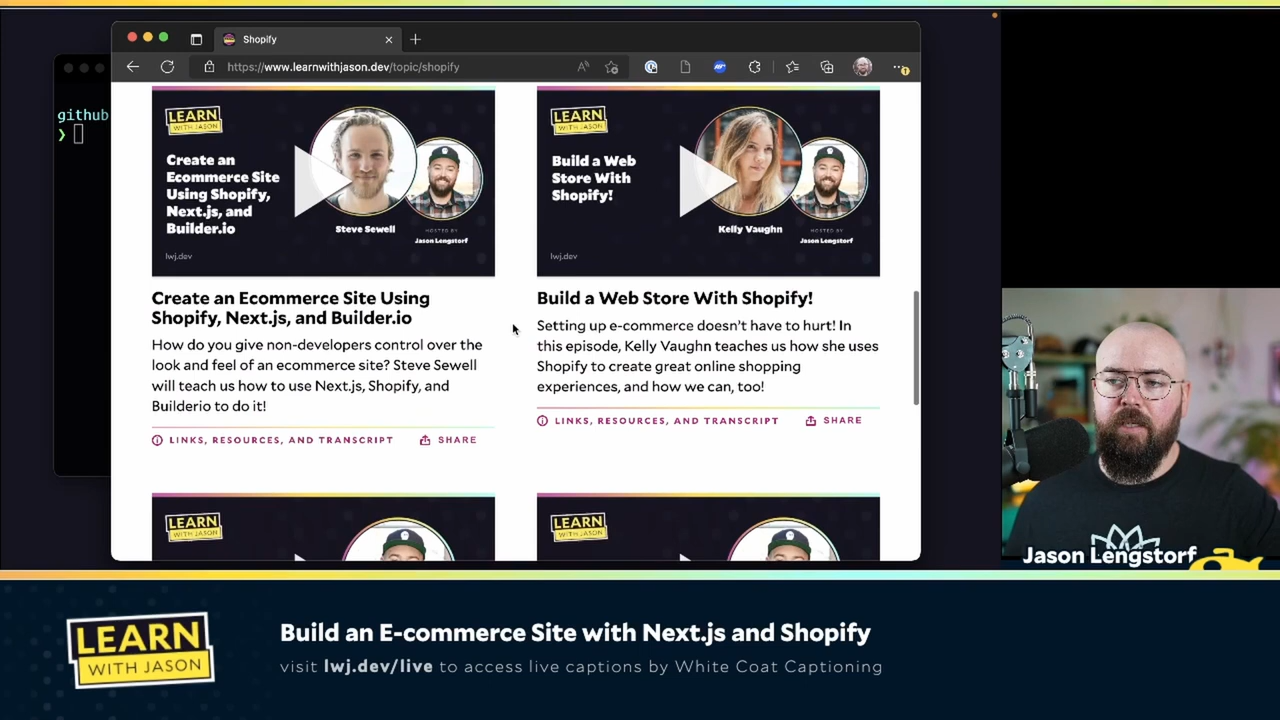 Shopify
https://www.learnwithjason.dev/topic/shopify
github
❯
LEARN
WITH JASON
Create an
Ecommerce Site
Using Shopify,
Next.js, and
Builder.io
Steve Sewell
HOSTED BY
Jason Lengstorf
lwj.dev
LEARN
WITH JASON
Build a Web
Store With
Shopify!
Kelly Vaughn
HOSTED BY
Jason Lengstorf
lwj.dev
Create an Ecommerce Site Using
Shopify, Next.js, and Builder.io
How do you give non-developers control over the
look and feel of an ecommerce site? Steve Sewell
will teach us how to use Next.js, Shopify, and
Builderio to do it!
LINKS, RESOURCES, AND TRANSCRIPT SHARE
Build a Web Store With Shopify!
Setting up e-commerce doesn’t have to hurt! In
this episode, Kelly Vaughn teaches us how she uses
Shopify to create great online shopping
experiences, and how we can, too!
LINKS, RESOURCES, AND TRANSCRIPT SHARE
LEARN
WITH JASON
LEARN
WITH JASON
Jason Lengstorf
LEARN
WITH JASON
Build an E-commerce Site with Next.js and Shopify
visit lwj.dev/live to access live captions by White Coat Captioning